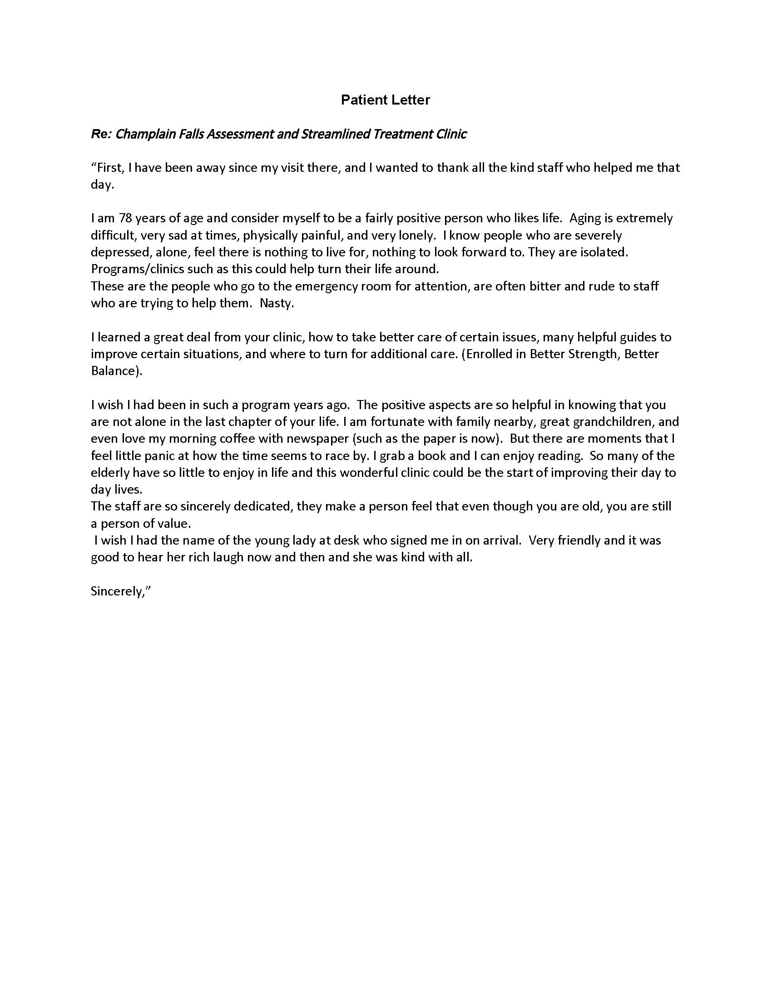 Patient Letter
Re: Champlain Falls Assessment and Streamlined Treatment Clinic
“First, I have been away since my visit there, and I wanted to thank all the kind staff who helped me that
day.
I am 78 years of age and consider myself to be a fairly positive person who likes life.  Aging is extremely
difficult, very sad at times, physically painful, and very lonely.  I know people who are severely
depressed, alone, feel there is nothing to live for, nothing to look forward to. They are isolated.
Programs/clinics such as this could help turn their life around.
These are the people who go to the emergency room for attention, are often bitter and rude to staff
who are trying to help them.  Nasty.
I learned a great deal from your clinic, how to take better care of certain issues, many helpful guides to
improve certain situations, and where to turn for additional care. (Enrolled in Better Strength, Better
Balance).
I wish I had been in such a program years ago.  The positive aspects are so helpful in knowing that you
are not alone in the last chapter of your life. I am fortunate with family nearby, great grandchildren, and
even love my morning coffee with newspaper (such as the paper is now).  But there are moments that I
feel little panic at how the time seems to race by. I grab a book and I can enjoy reading.  So many of the
elderly have so little to enjoy in life and this wonderful clinic could be the start of improving their day to
day lives.
The staff are so sincerely dedicated, they make a person feel that even though you are old, you are still
a person of value.
I wish I had the name of the young lady at desk who signed me in on arrival.  Very friendly and it was
good to hear her rich laugh now and then and she was kind with all.
Sincerely,”